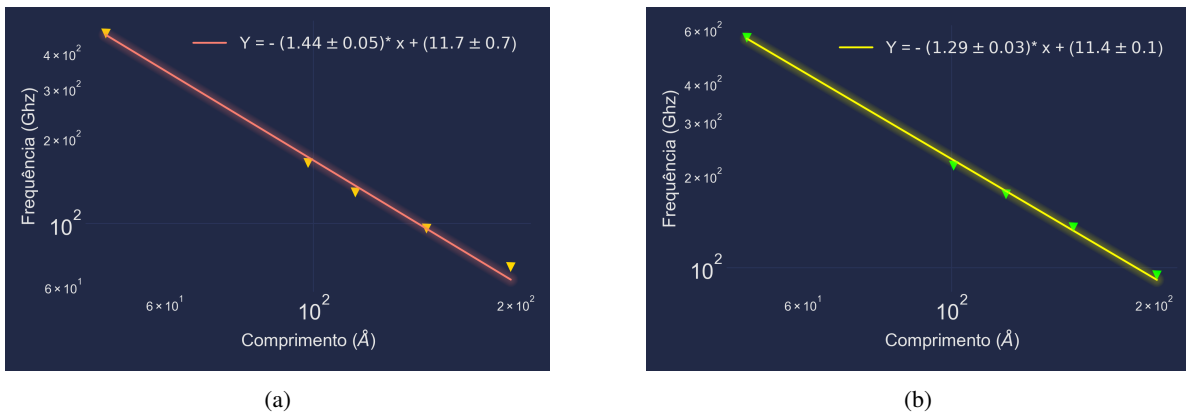 Y = - (1.44 ± 0.05)* x + (11.7 ± 0.7)
4 × 10²
3 × 10²
2 × 10²
10²
6 × 10¹
Frequência (Ghz)
6 × 10¹
10²
2 × 10²
Comprimento (Å)
(a)
Y = - (1.29 ± 0.03)* x + (11.4 ± 0.1)
6 × 10²
4 × 10²
3 × 10²
2 × 10²
10²
Frequência (Ghz)
6 × 10¹
10²
2 × 10²
Comprimento (Å)
(b)